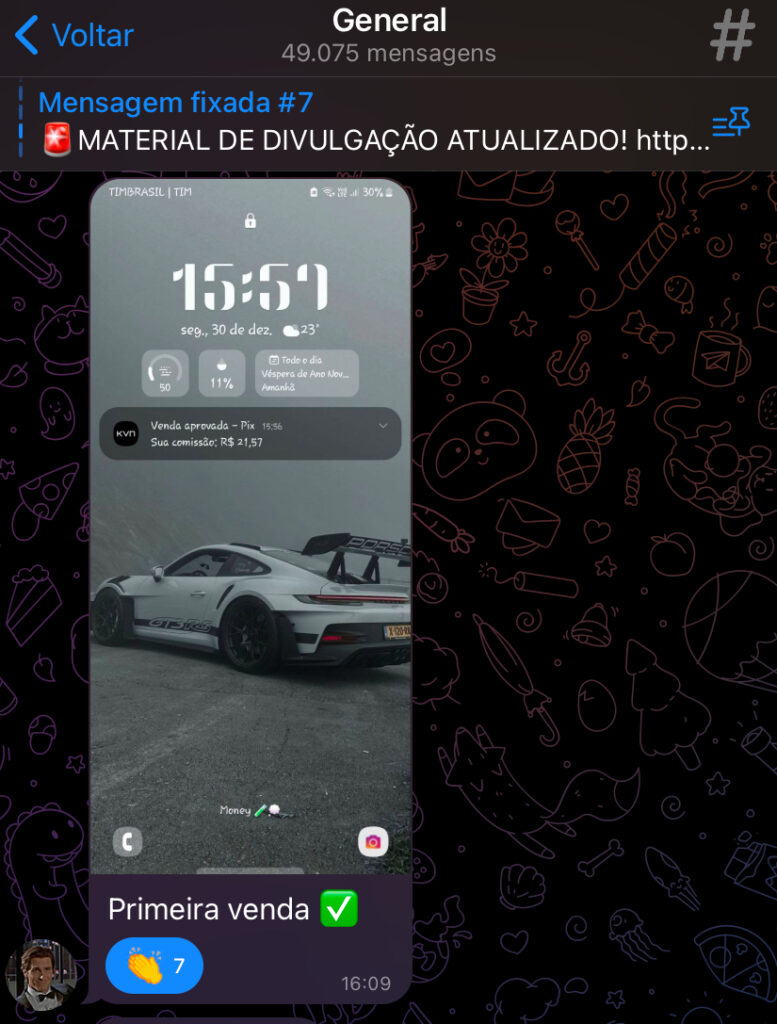 Voltar
General
49.075 mensagens
#
Mensagem fixada #7
🚨MATERIAL DE DIVULGAÇÃO ATUALIZADO! http...
TIMBRASIL | TIM
30%
15:59
seg., 30 de dez. 23°
50
11%
Todo o dia
Véspera de Ano Nov...
Amanhã
KVN
Venda aprovada - Pix 15:56
Sua comissão: R$ 21,57
PORSCHE
GT3 RS
Money
Primeira venda ✅
👏 7
16:09